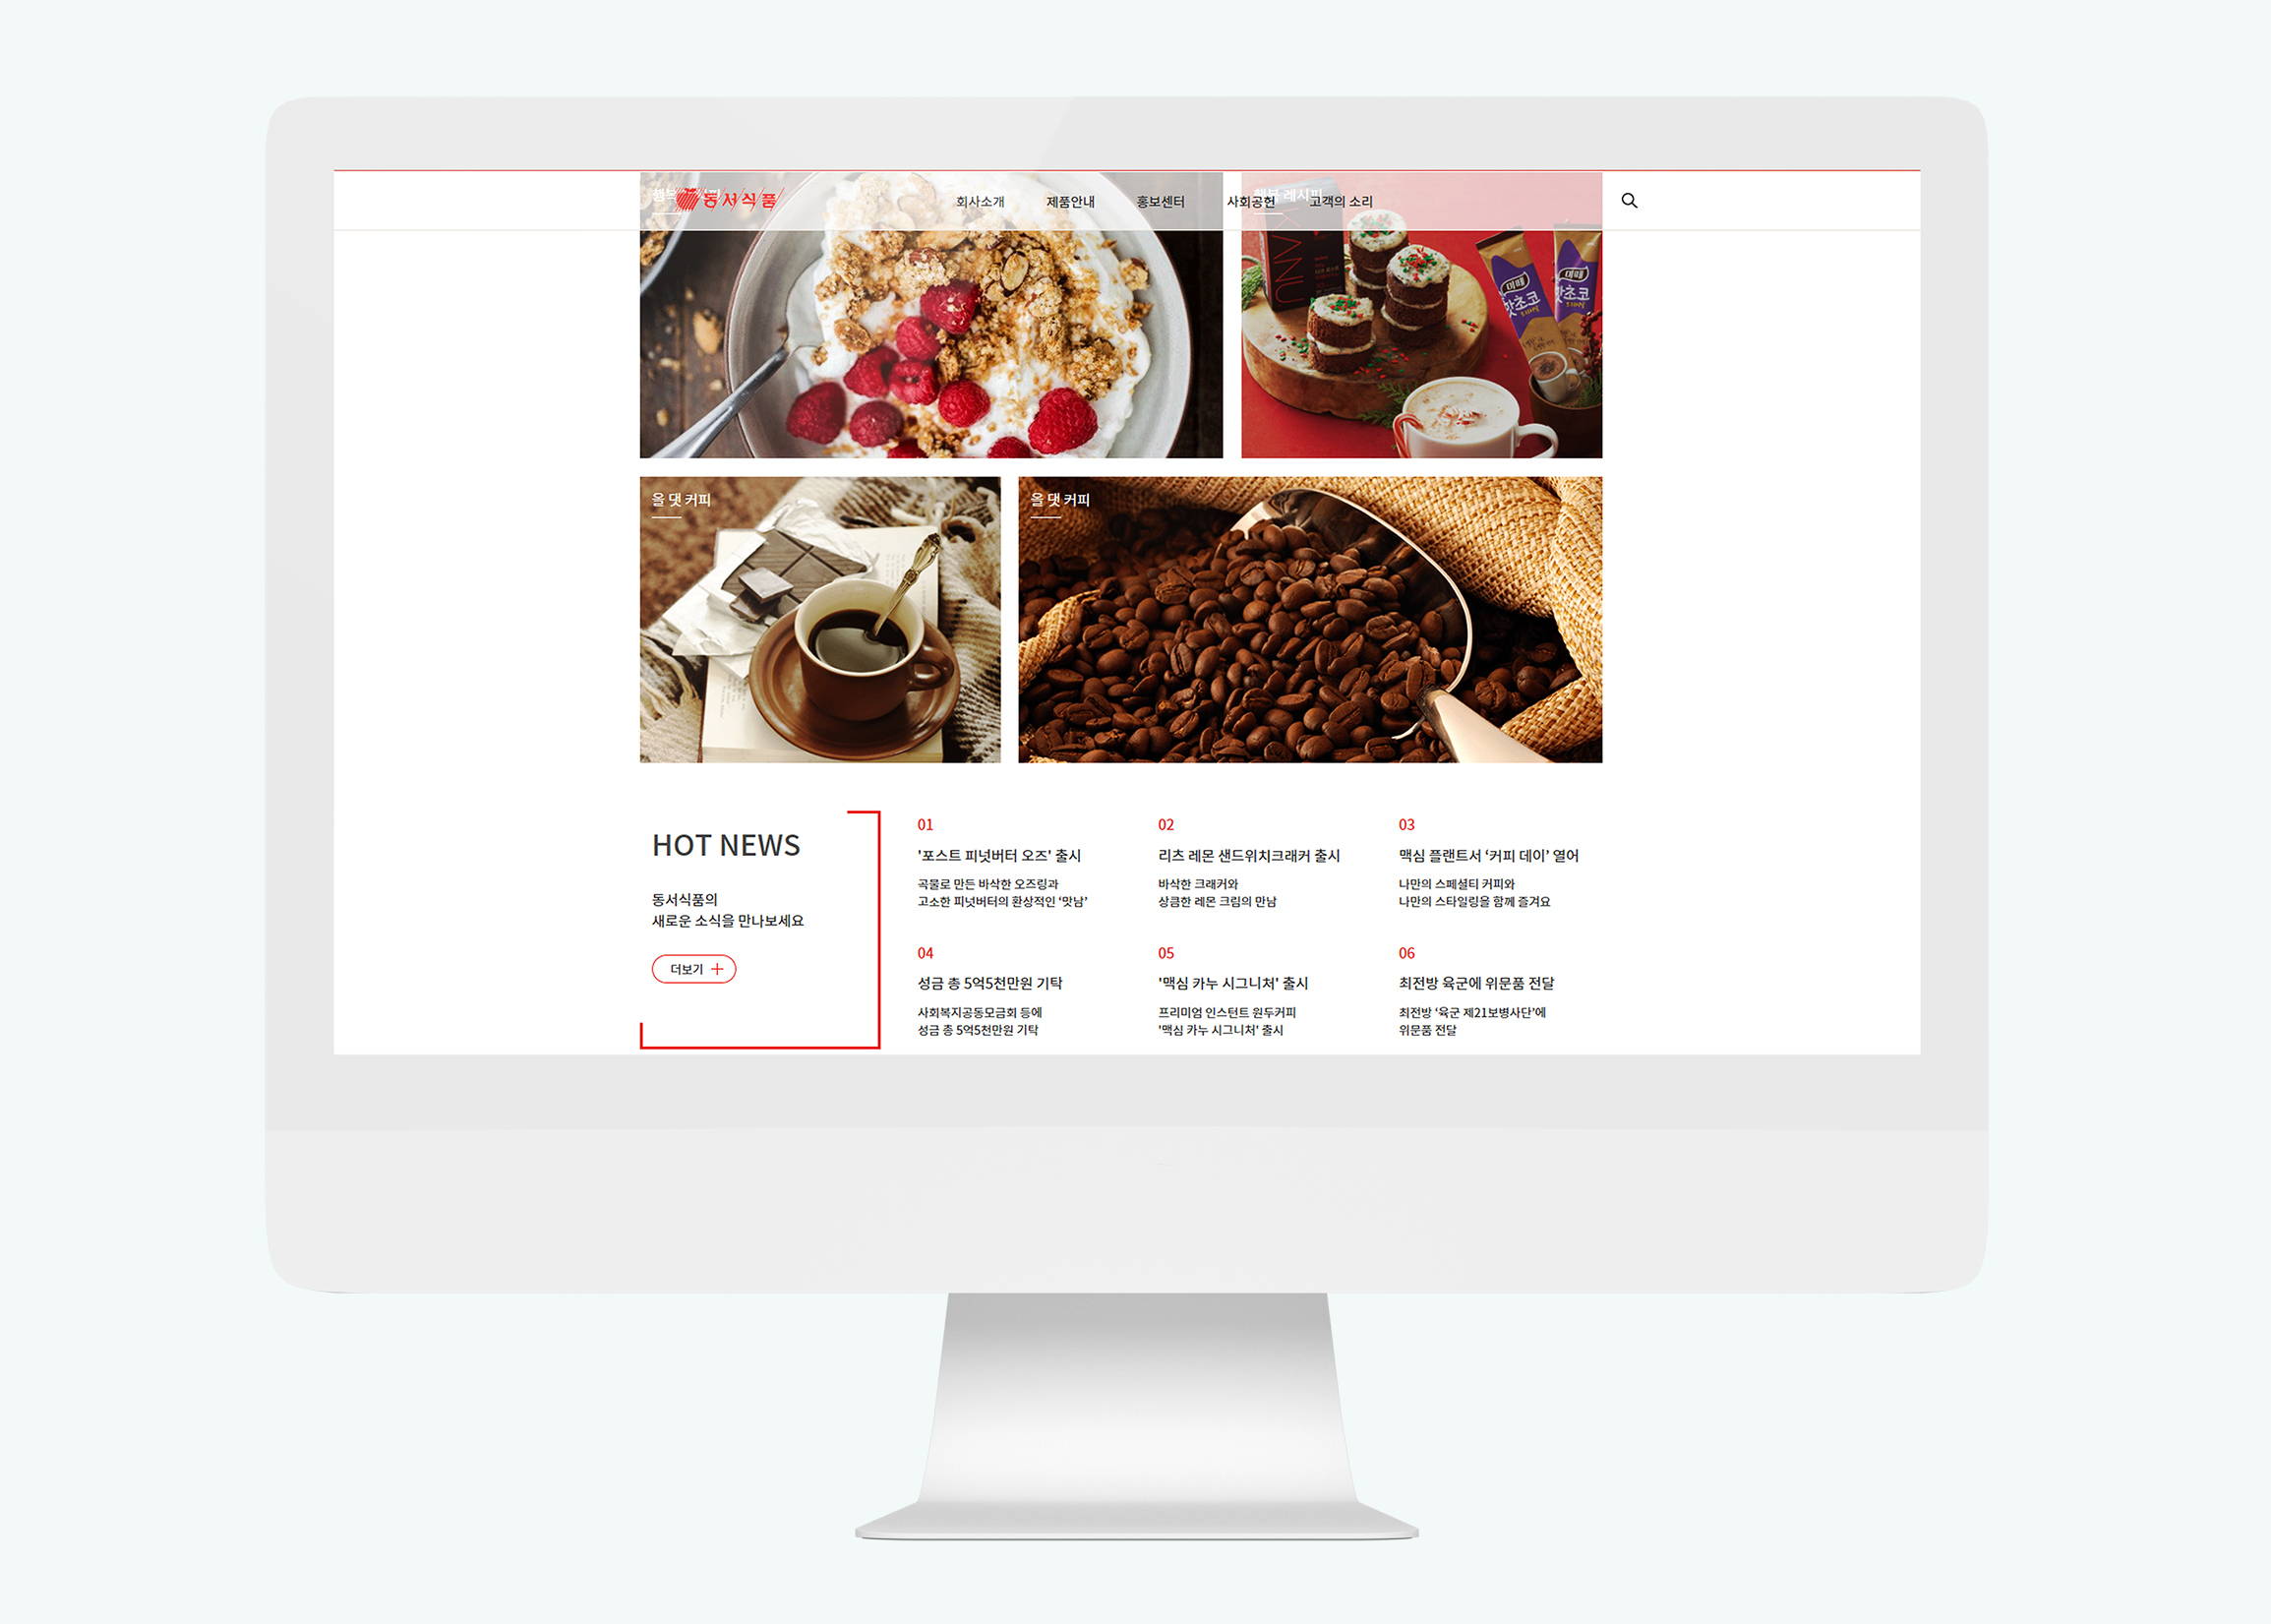 동서식품
회사소개
제품안내
홍보센터
사회공헌
고객의 소리
행복 레시피
KANU
미떼
핫초코
미떼
핫초코
올 댓 커피
올 댓 커피
HOT NEWS
동서식품의
새로운 소식을 만나보세요
더보기
01
'포스트 피넛버터 오즈' 출시
곡물로 만든 바삭한 오즈링과
고소한 피넛버터의 환상적인 ‘맛남’
02
리츠 레몬 샌드위치크래커 출시
바삭한 크래커와
상큼한 레몬 크림의 만남
03
맥심 플랜트서 ‘커피 데이’ 열어
나만의 스페셜티 커피와
나만의 스타일링을 함께 즐겨요
04
성금 총 5억5천만원 기탁
사회복지공동모금회 등에
성금 총 5억5천만원 기탁
05
'맥심 카누 시그니처' 출시
프리미엄 인스턴트 원두커피
'맥심 카누 시그니처' 출시
06
최전방 육군에 위문품 전달
최전방 ‘육군 제21보병사단’에
위문품 전달